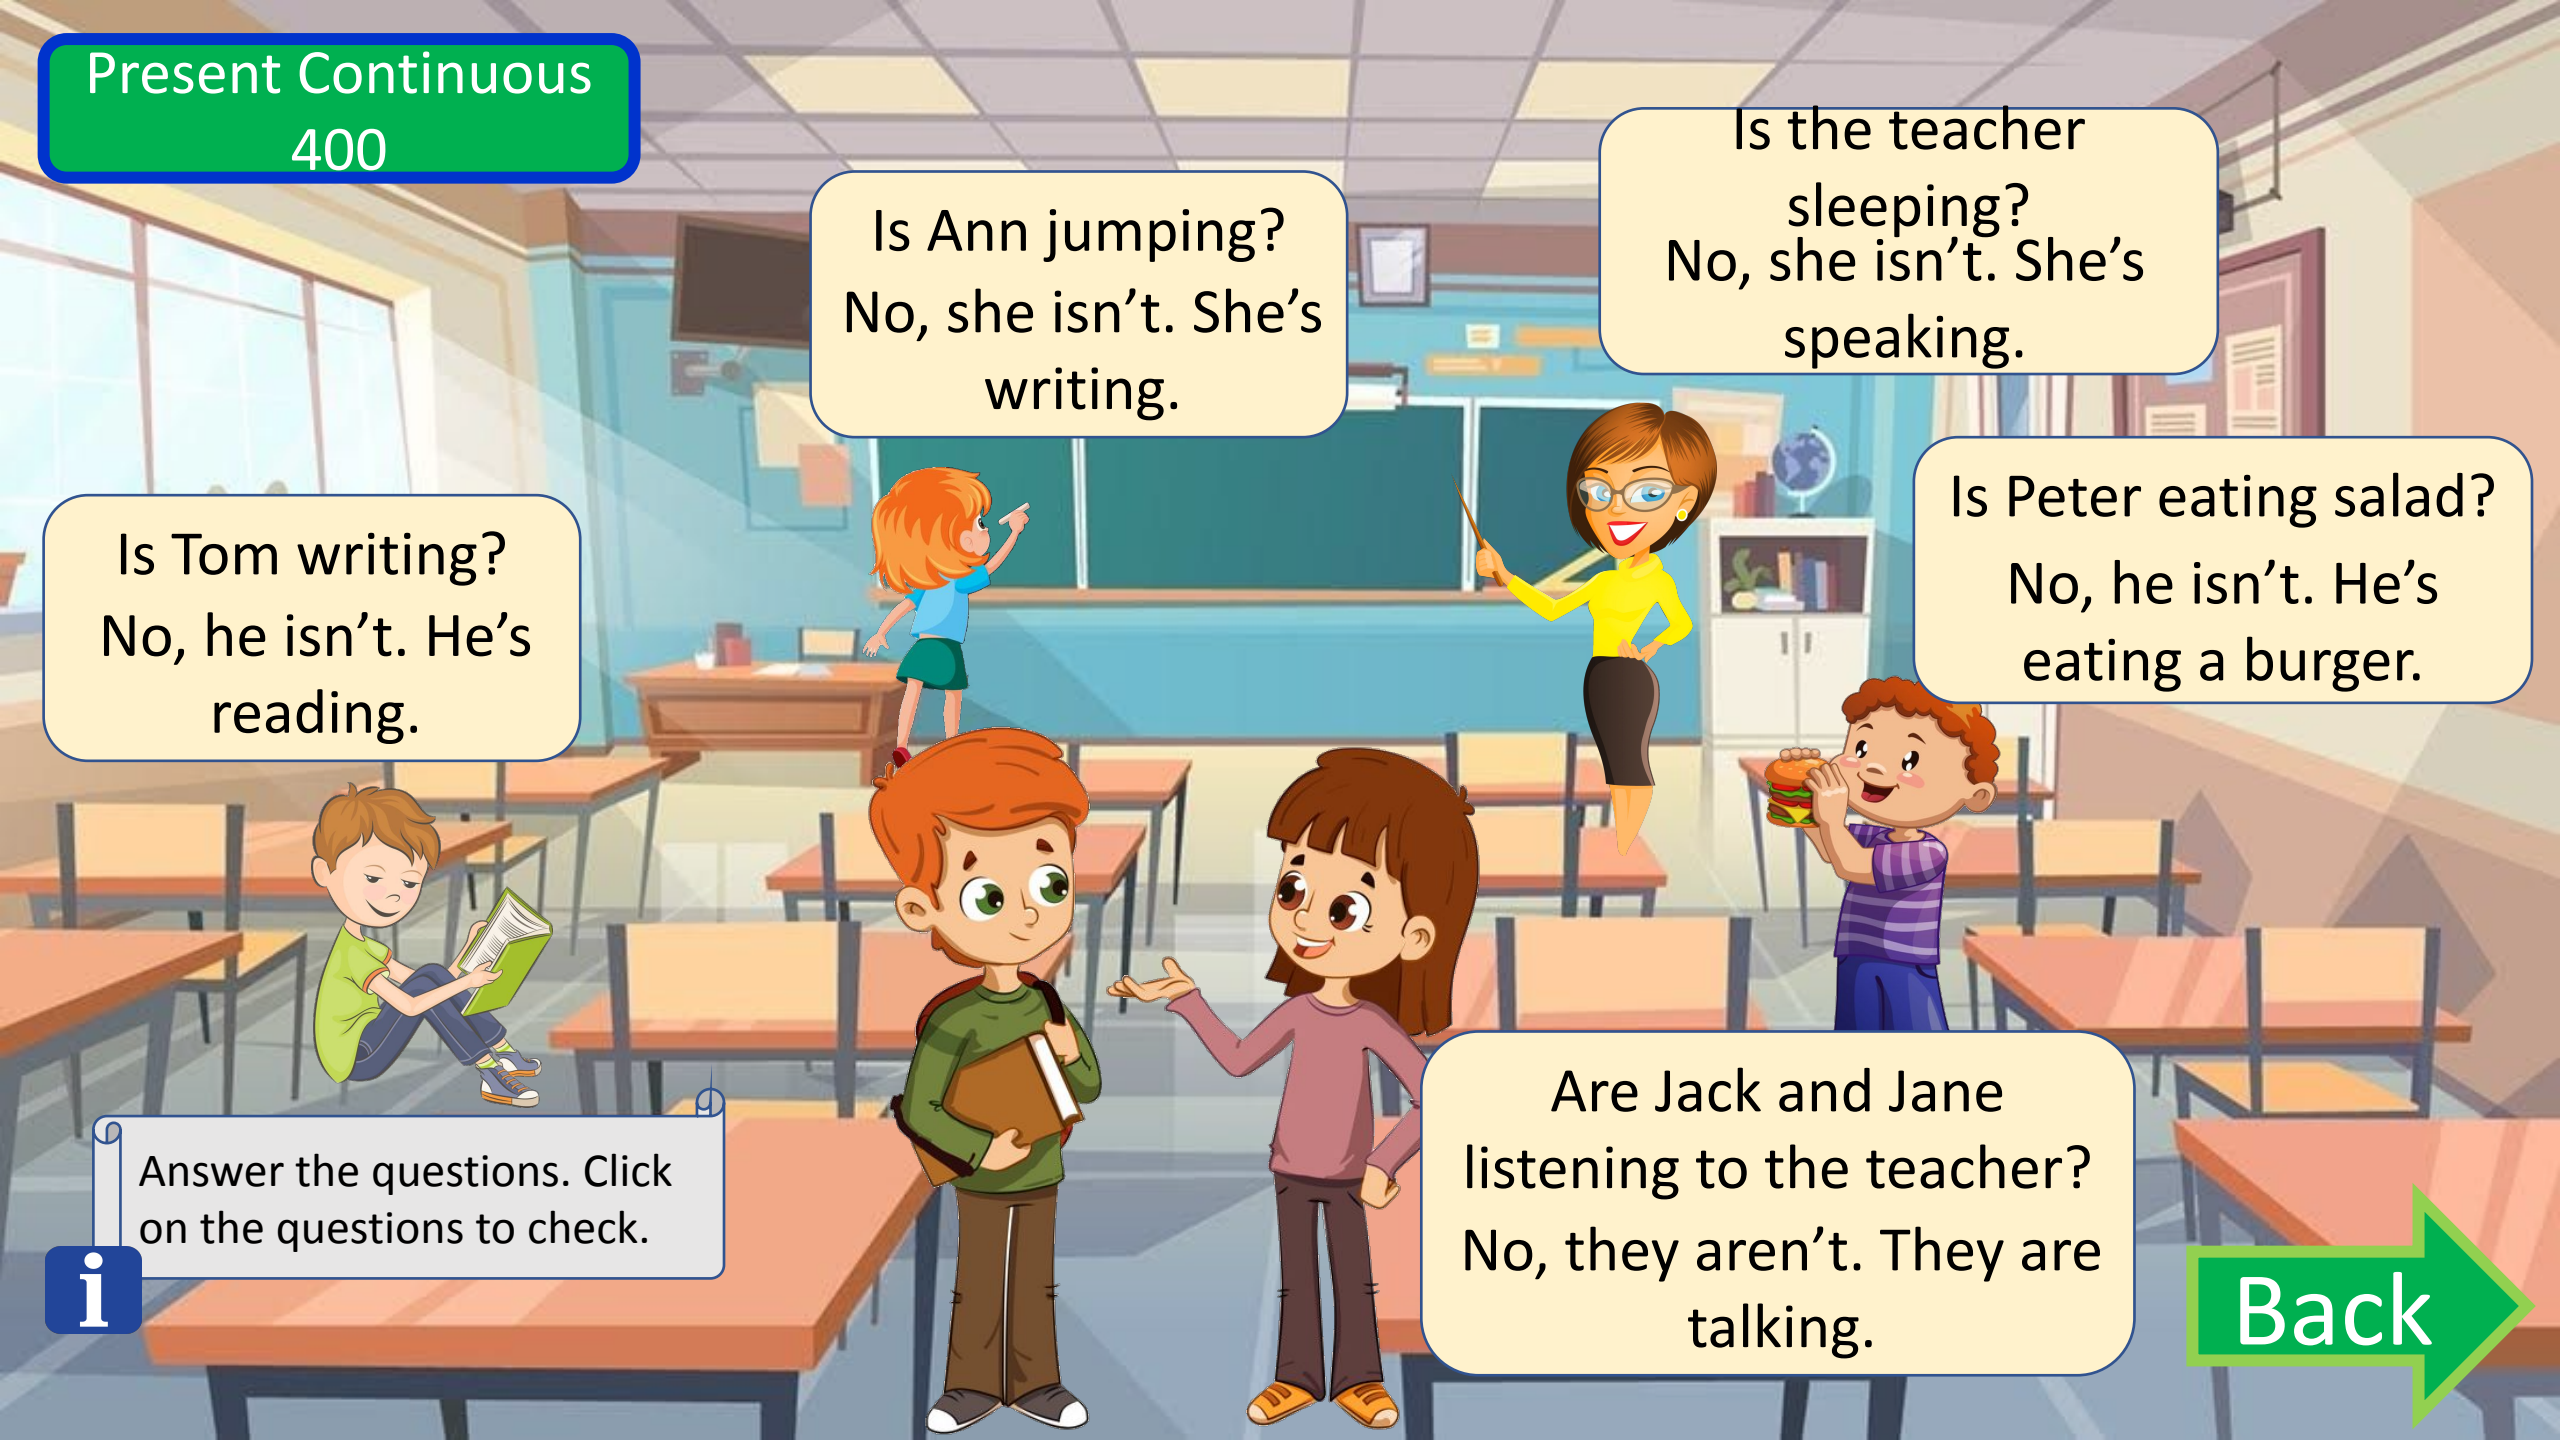 Present Continuous
400
Is the teacher
sleeping?
No, she isn’t. She’s
speaking.
Is Ann jumping?
No, she isn’t. She’s
writing.
Is Peter eating salad?
No, he isn’t. He’s
eating a burger.
Is Tom writing?
No, he isn’t. He’s
reading.
Are Jack and Jane
listening to the teacher?
No, they aren’t. They are
talking.
Answer the questions. Click
on the questions to check.
i
Back